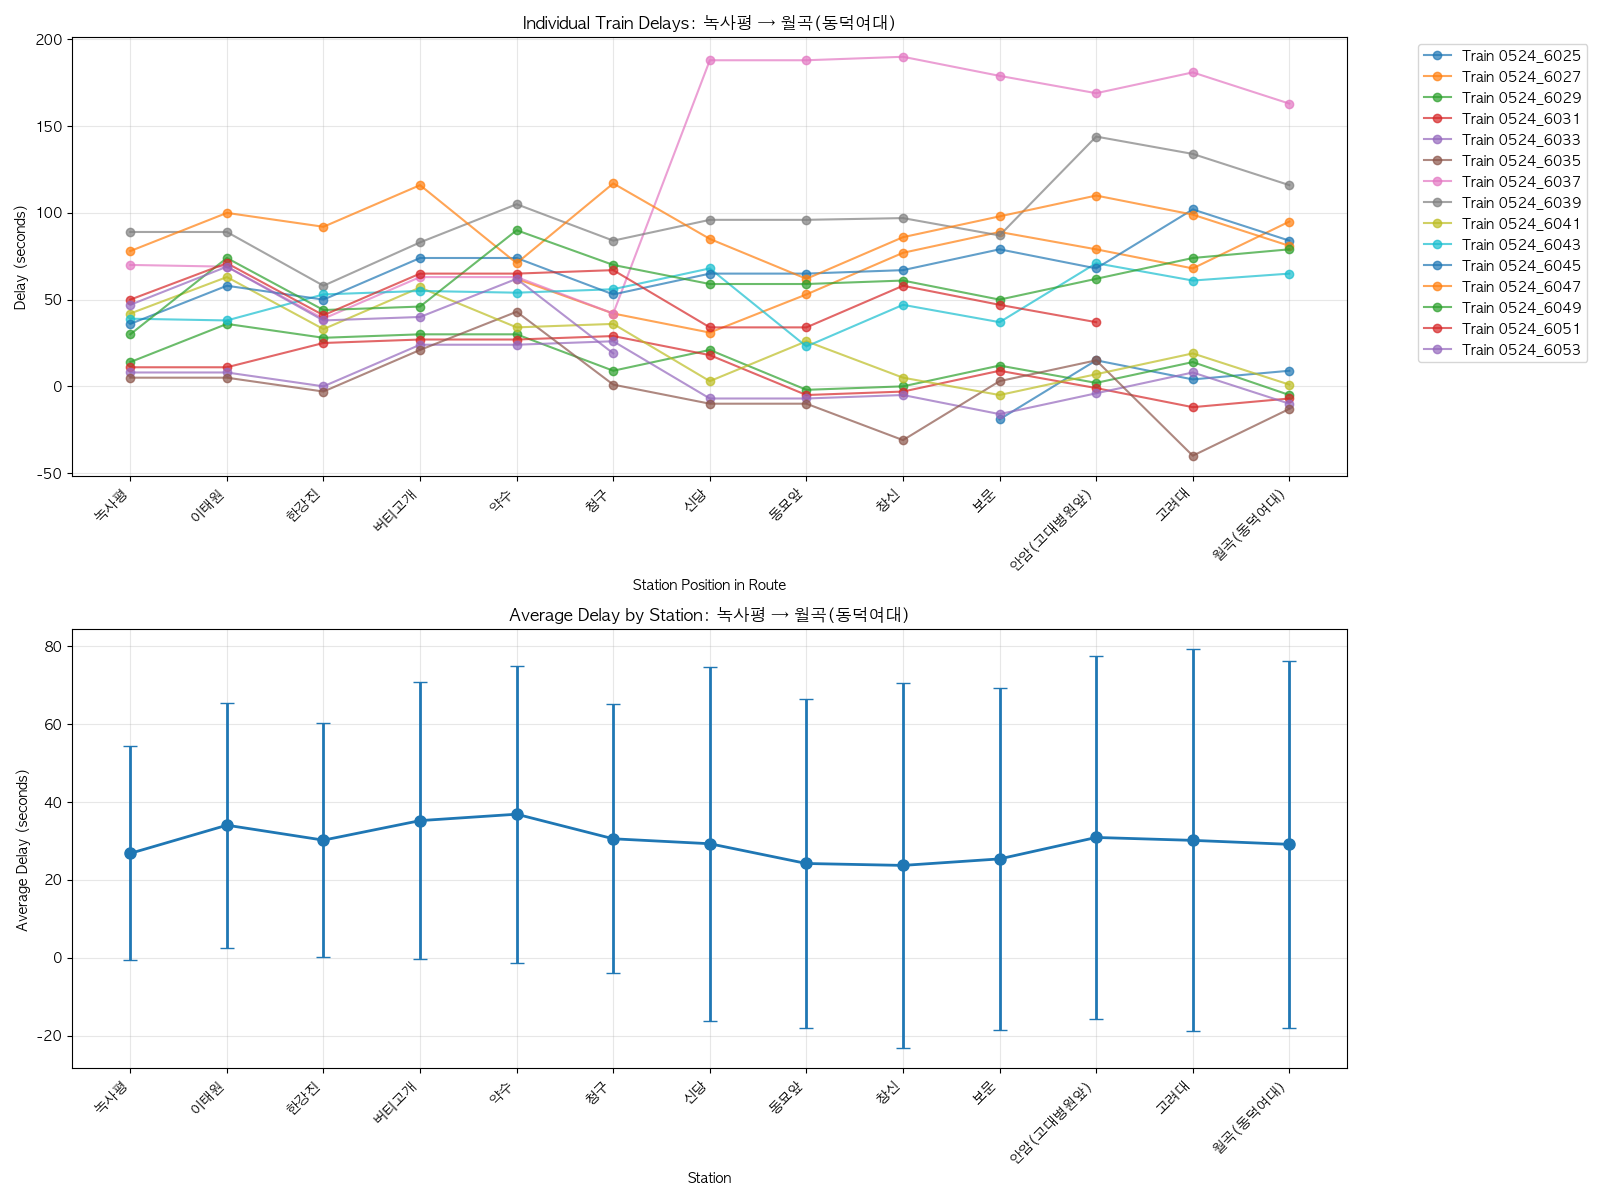 Individual Train Delays: 녹사평 → 월곡(동덕여대)
Delay (seconds)
200
150
100
50
0
-50
녹사평
이태원
한강진
버티고개
약수
청구
신당
동묘앞
창신
보문
안암(고대병원앞)
고려대
월곡(동덕여대)
Station Position in Route
Train 0524_6025
Train 0524_6027
Train 0524_6029
Train 0524_6031
Train 0524_6033
Train 0524_6035
Train 0524_6037
Train 0524_6039
Train 0524_6041
Train 0524_6043
Train 0524_6045
Train 0524_6047
Train 0524_6049
Train 0524_6051
Train 0524_6053
Average Delay by Station: 녹사평 → 월곡(동덕여대)
Average Delay (seconds)
80
60
40
20
0
-20
녹사평
이태원
한강진
버티고개
약수
청구
신당
동묘앞
창신
보문
안암(고대병원앞)
고려대
월곡(동덕여대)
Station